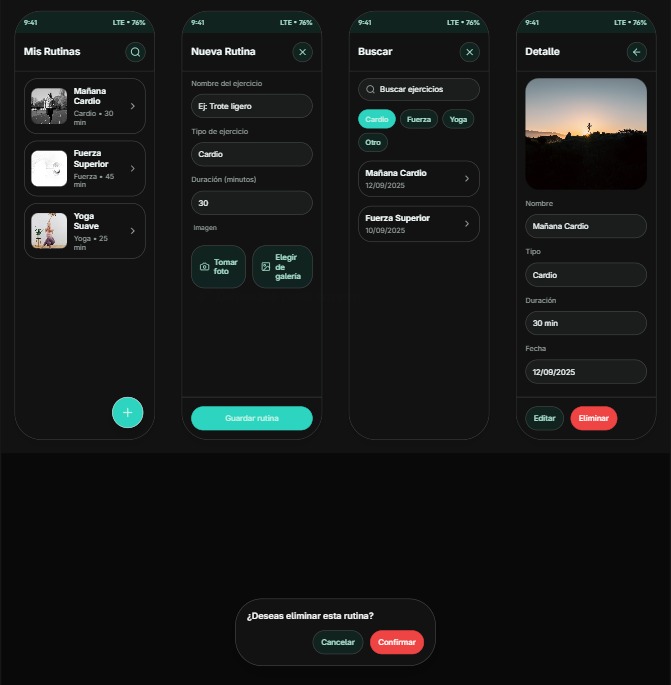 9:41
LTE • 76%
Mis Rutinas
Mañana
Cardio
Cardio • 30
min
Fuerza
Superior
Fuerza • 45
min
Yoga
Suave
Yoga • 25
min
9:41
LTE • 76%
Nueva Rutina
Nombre del ejercicio
Ej: Trote ligero
Tipo de ejercicio
Cardio
Duración (minutos)
30
Imagen
Tomar
foto
Elegir
de
galería
Guardar rutina
9:41
LTE • 76%
Buscar
Buscar ejercicios
Cardio
Fuerza
Yoga
Otro
Mañana Cardio
12/09/2025
Fuerza Superior
10/09/2025
9:41
LTE • 76%
Detalle
Nombre
Mañana Cardio
Tipo
Cardio
Duración
30 min
Fecha
12/09/2025
Editar
Eliminar
¿Deseas eliminar esta rutina?
Cancelar
Confirmar